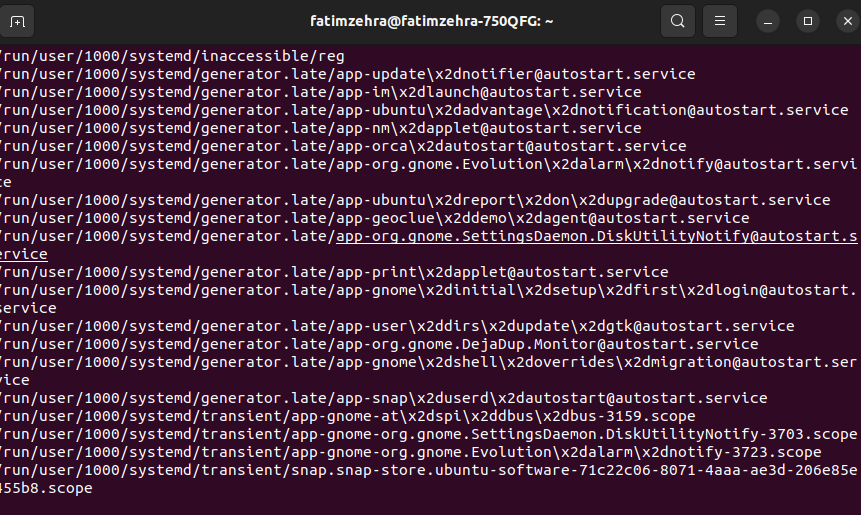 fatimzehra@fatimzehra-750QFG: ~
/run/user/1000/systemd/inaccessible/reg
/run/user/1000/systemd/generator.late/app-update\x2dnotifier@autostart.service
/run/user/1000/systemd/generator.late/app-im\x2dlaunch@autostart.service
/run/user/1000/systemd/generator.late/app-ubuntu\x2dadvantage\x2dnotification@autostart.service
/run/user/1000/systemd/generator.late/app-nm\x2dapplet@autostart.service
/run/user/1000/systemd/generator.late/app-orca\x2dautostart@autostart.service
/run/user/1000/systemd/generator.late/app-org.gnome.Evolution\x2dalarm\x2dnotify@autostart.servi
ce
/run/user/1000/systemd/generator.late/app-ubuntu\x2dreport\x2don\x2dupgrade@autostart.service
/run/user/1000/systemd/generator.late/app-geoclue\x2ddemo\x2dagent@autostart.service
/run/user/1000/systemd/generator.late/app-org.gnome.SettingsDaemon.DiskUtilityNotify@autostart.s
ervice
/run/user/1000/systemd/generator.late/app-print\x2dapplet@autostart.service
/run/user/1000/systemd/generator.late/app-gnome\x2dinitial\x2dsetup\x2dfirst\x2dlogin@autostart.
service
/run/user/1000/systemd/generator.late/app-user\x2ddirs\x2dupdate\x2dgtk@autostart.service
/run/user/1000/systemd/generator.late/app-org.gnome.DejaDup.Monitor@autostart.service
/run/user/1000/systemd/generator.late/app-gnome\x2dshell\x2doverrides\x2dmigration@autostart.ser
vice
/run/user/1000/systemd/generator.late/app-snap\x2duserd\x2dautostart@autostart.service
/run/user/1000/systemd/transient/app-gnome-at\x2dspi\x2ddbus\x2dbus-3159.scope
/run/user/1000/systemd/transient/app-gnome-org.gnome.SettingsDaemon.DiskUtilityNotify-3703.scope
/run/user/1000/systemd/transient/app-gnome-org.gnome.Evolution\x2dalarm\x2dnotify-3723.scope
/run/user/1000/systemd/transient/snap.snap-store.ubuntu-software-71c22c06-8071-4aaa-ae3d-206e85e
455b8.scope